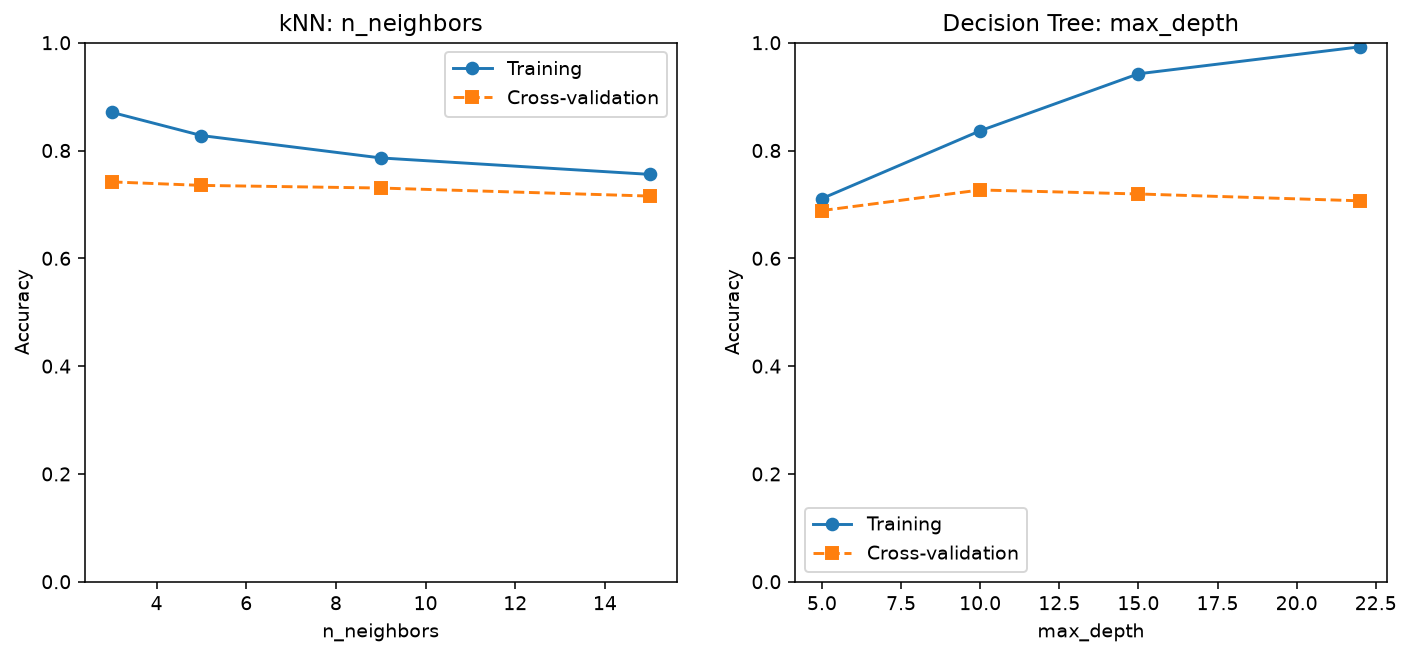 kNN: n_neighbors
1.0
0.8
0.6
0.4
0.2
0.0
Accuracy
Training
Cross-validation
4 6 8 10 12 14
n_neighbors
Decision Tree: max_depth
1.0
0.8
0.6
0.4
0.2
0.0
Accuracy
Training
Cross-validation
5.0 7.5 10.0 12.5 15.0 17.5 20.0 22.5
max_depth